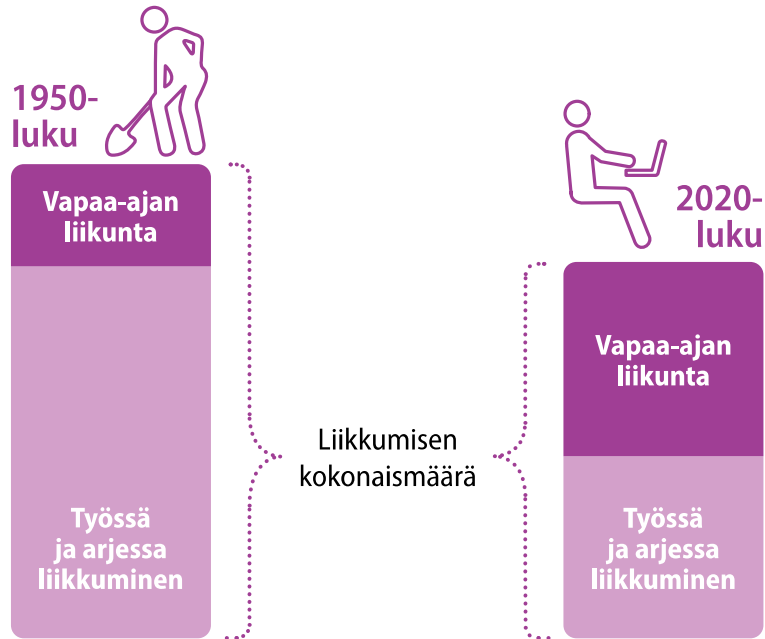 1950-
luku
Vapaa-ajan
liikunta
Työssä
ja arjessa
liikkuminen
Liikkumisen
kokonaismäärä
2020-
luku
Vapaa-ajan
liikunta
Työssä
ja arjessa
liikkuminen